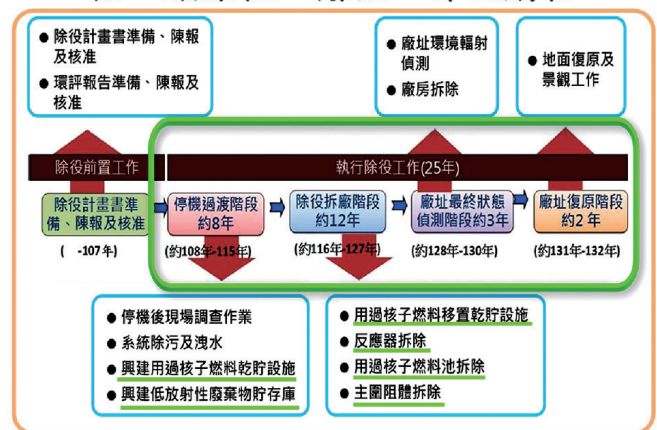 ● 除役計畫書準備、陳報
及核准
● 環評報告準備、陳報及
核准
● 廠址環境輻射
偵測
● 廠房拆除
● 地面復原及
景觀工作
除役前置工作
執行除役工作(25年)
除役計畫書準
備、陳報及核准
停機過渡階段
約8年
除役拆廠階段
約12年
廠址最終狀態
偵測階段約3年
廠址復原階段
約2 年
( -107年)
(約108年-115年)
(約116年-127年)
(約128年-130年)
(約131年-132年)
● 停機後現場調查作業
● 系統除污及洩水
● 興建用過核子燃料乾貯設施
● 興建低放射性廢棄物貯存庫
● 用過核子燃料移置乾貯設施
● 反應器拆除
● 用過核子燃料池拆除
● 主圍阻體拆除